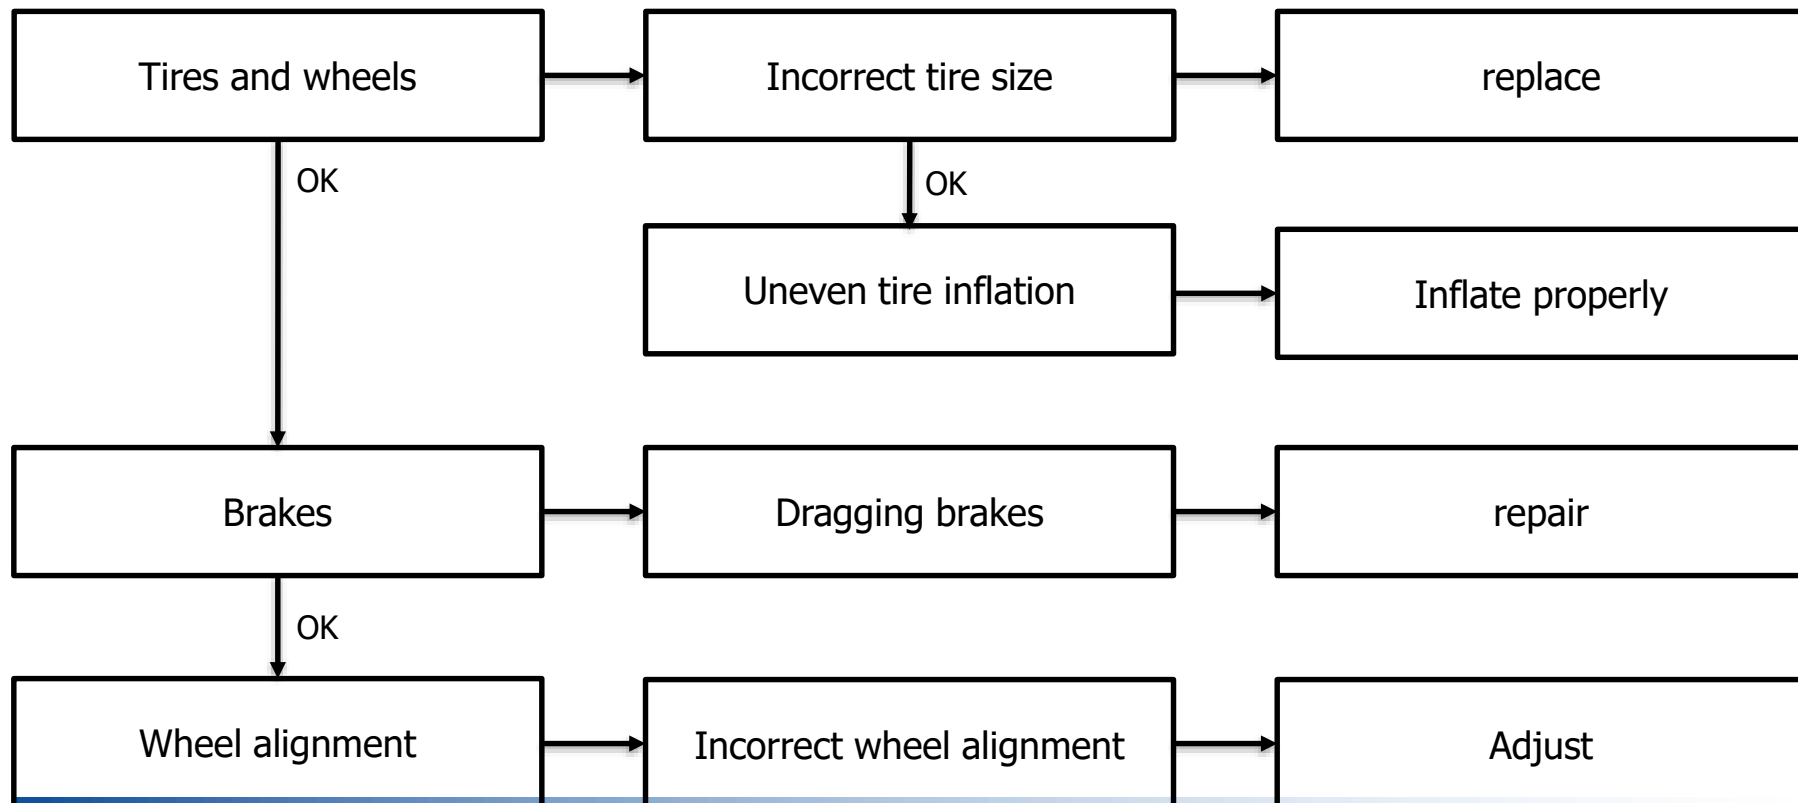 Tires and wheels
Incorrect tire size
replace
OK
OK
Uneven tire inflation
Inflate properly
Brakes
Dragging brakes
repair
OK
Wheel alignment
Incorrect wheel alignment
Adjust